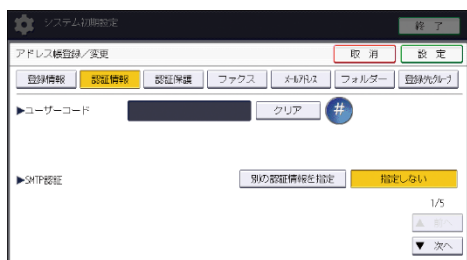 システム初期設定
終 了
アドレス帳登録／変更
取 消
設 定
登録情報
認証情報
認証保護
ファクス
ﾒｰﾙｱﾄﾞﾚｽ
フォルダー
登録先ｸﾞﾙｰﾌﾟ
▶ユーザーコード
クリア
#
▶SMTP認証
別の認証情報を指定
指定しない
1/5
▲ 前へ
▼ 次へ